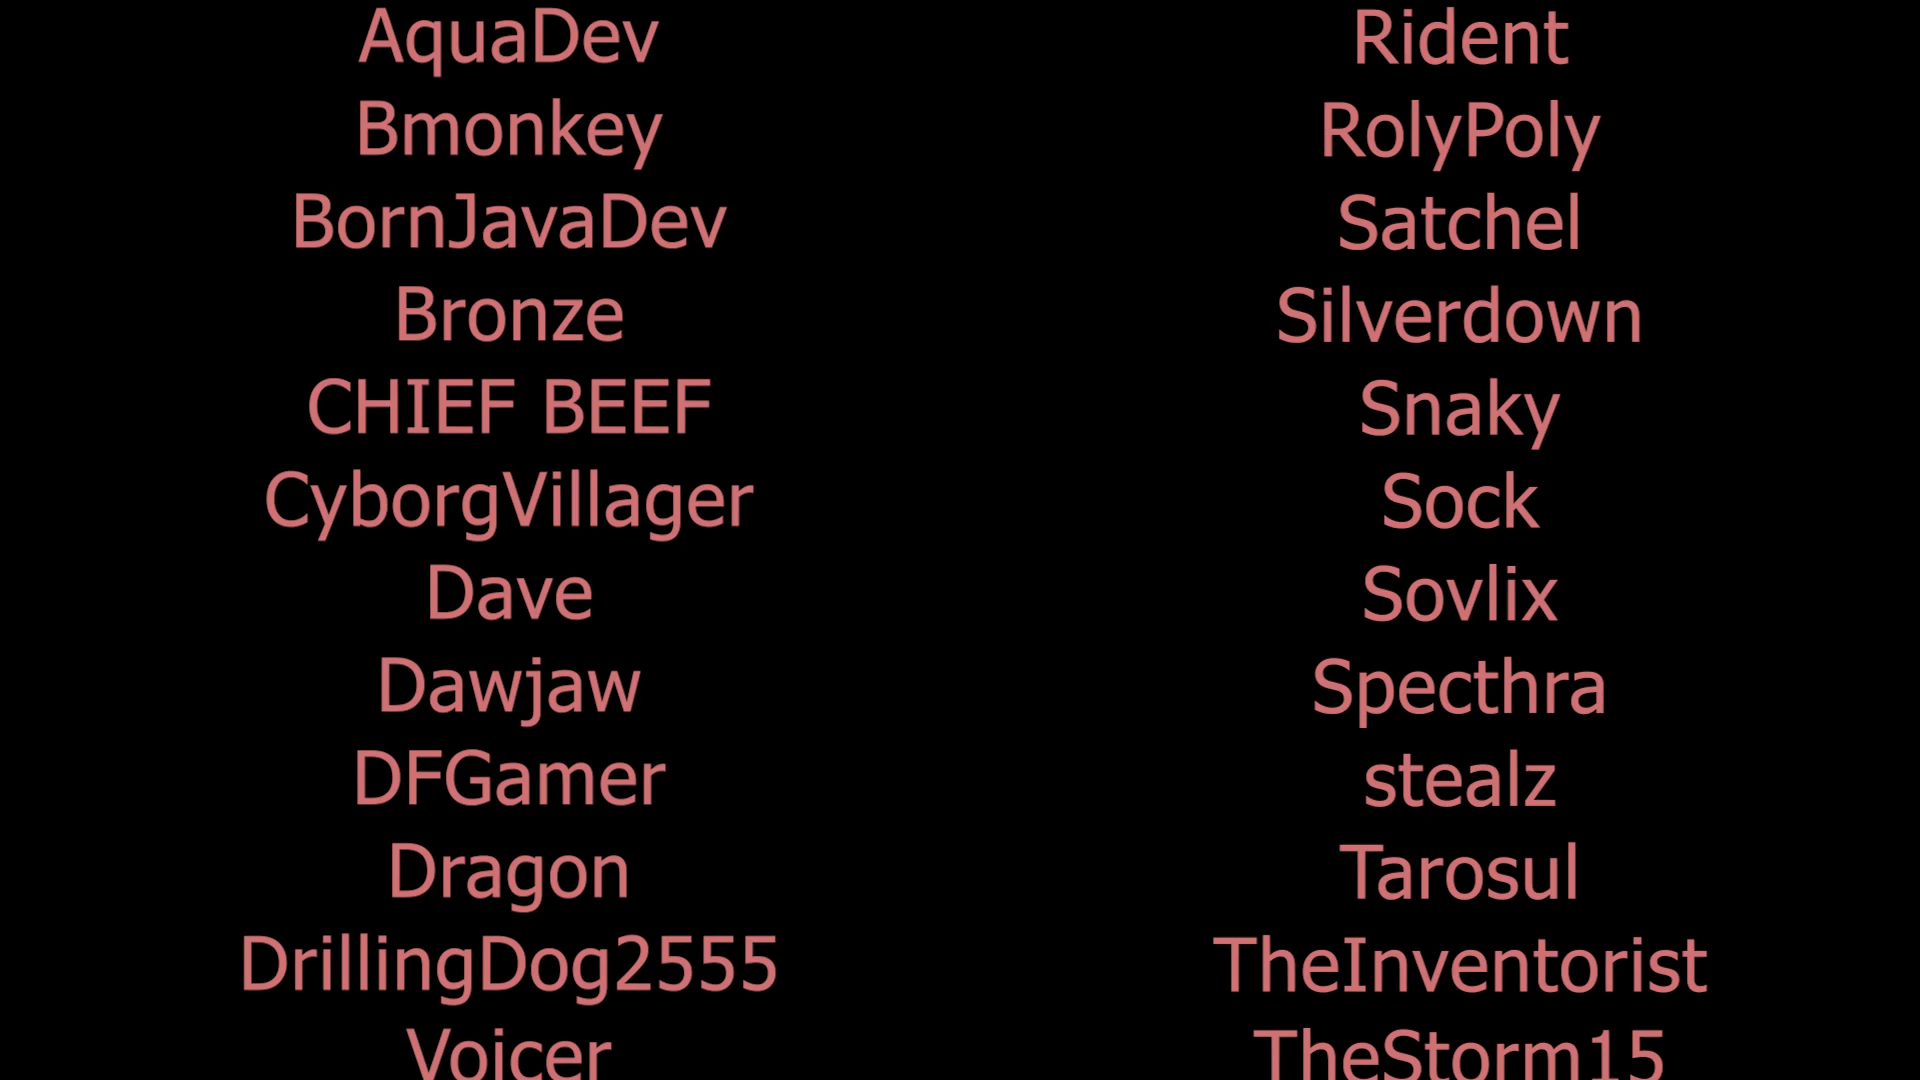 AquaDev
Bmonkey
BornJavaDev
Bronze
CHIEF BEEF
CyborgVillager
Dave
Dawjaw
DFGamer
Dragon
DrillingDog2555
Voicer
Rident
RolyPoly
Satchel
Silverdown
Snaky
Sock
Sovlix
Specthra
stealz
Tarosul
TheInventorist
TheStorm15